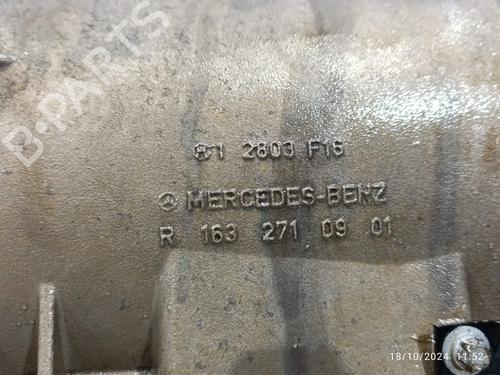 B-PARTS
1 2803 F16
MERCEDES-BENZ
R 163 271 09 01
18/10/2024 11:52